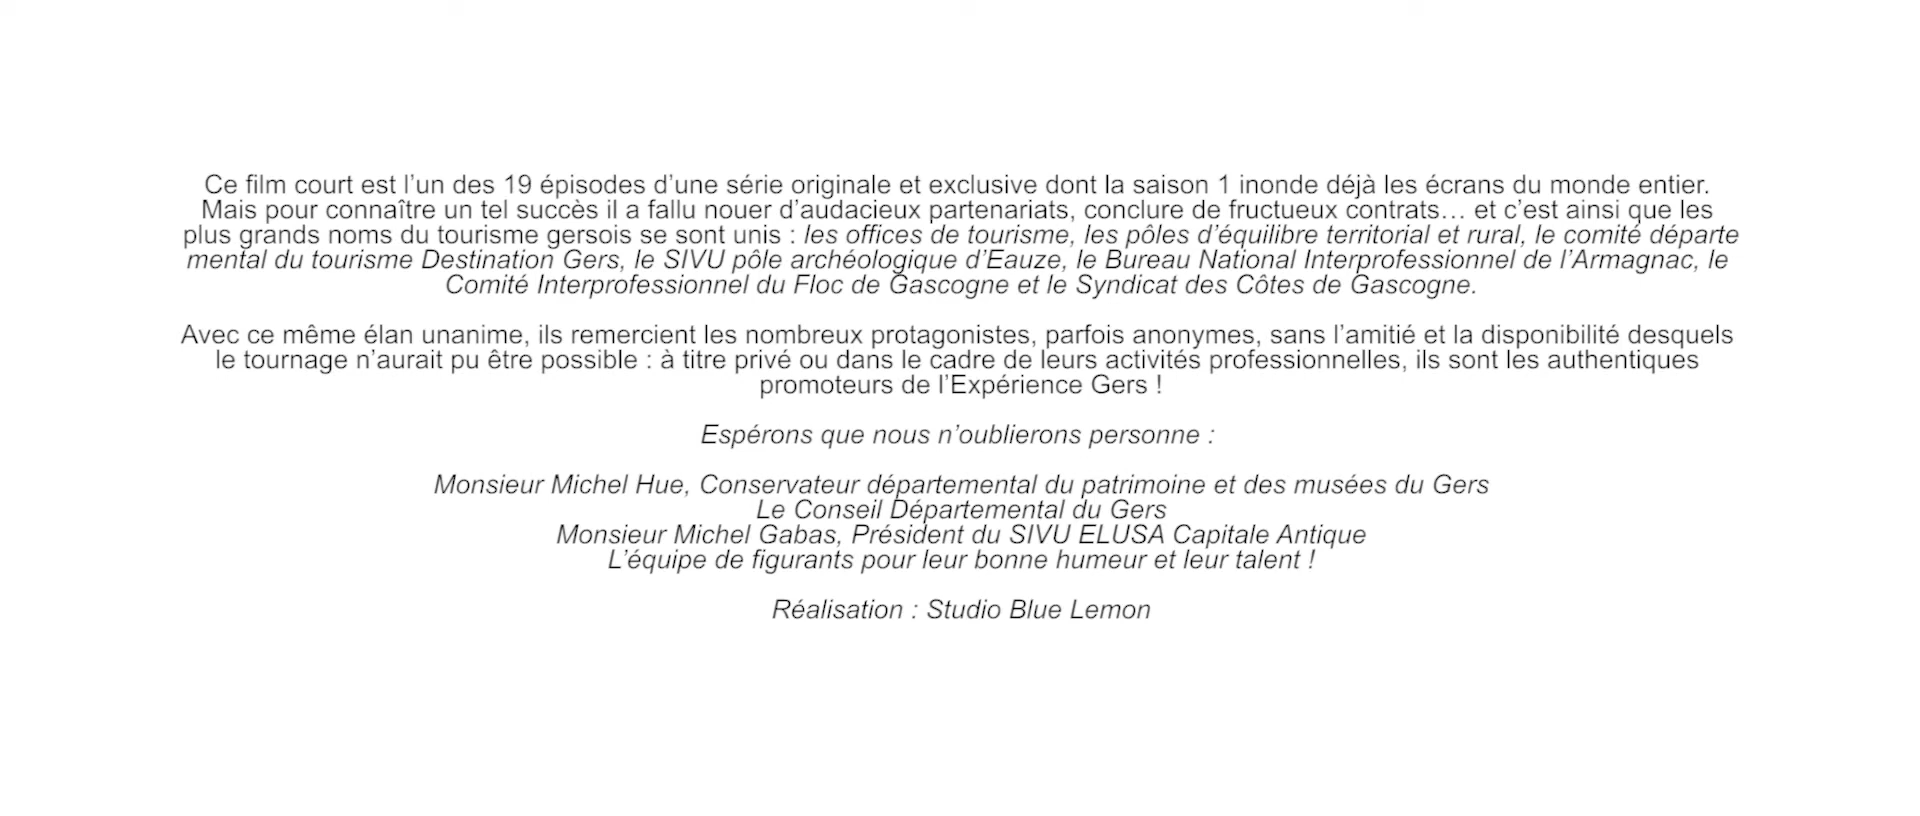 Ce film court est l’un des 19 épisodes d’une série originale et exclusive dont la saison 1 inonde déjà les écrans du monde entier.
Mais pour connaître un tel succès il a fallu nouer d’audacieux partenariats, conclure de fructueux contrats… et c’est ainsi que les
plus grands noms du tourisme gersois se sont unis : les offices de tourisme, les pôles d’équilibre territorial et rural, le comité départe
mental du tourisme Destination Gers, le SIVU pôle archéologique d’Eauze, le Bureau National Interprofessionnel de l’Armagnac, le
Comité Interprofessionnel du Floc de Gascogne et le Syndicat des Côtes de Gascogne.
Avec ce même élan unanime, ils remercient les nombreux protagonistes, parfois anonymes, sans l’amitié et la disponibilité desquels
le tournage n’aurait pu être possible : à titre privé ou dans le cadre de leurs activités professionnelles, ils sont les authentiques
promoteurs de l’Expérience Gers !
Espérons que nous n’oublierons personne :
Monsieur Michel Hue, Conservateur départemental du patrimoine et des musées du Gers
Le Conseil Départemental du Gers
Monsieur Michel Gabas, Président du SIVU ELUSA Capitale Antique
L’équipe de figurants pour leur bonne humeur et leur talent !
Réalisation : Studio Blue Lemon